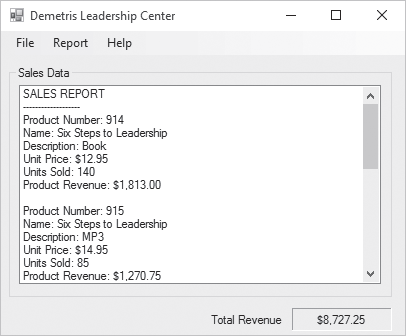 Demetris Leadership Center
File Report Help
Sales Data
SALES REPORT
-------------------
Product Number: 914
Name: Six Steps to Leadership
Description: Book
Unit Price: $12.95
Units Sold: 140
Product Revenue: $1,813.00
Product Number: 915
Name: Six Steps to Leadership
Description: MP3
Unit Price: $14.95
Units Sold: 85
Product Revenue: $1,270.75
Total Revenue $8,727.25